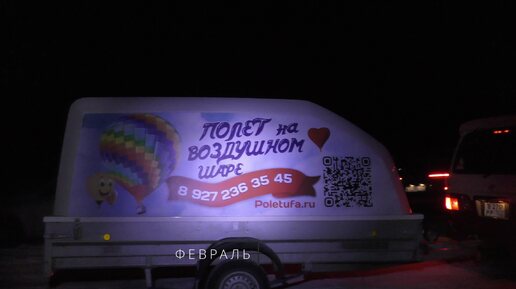 ПОЛЕТ на
ВОЗДУШНОМ
ШАРЕ
8 927 236 35 45
Poletufa.ru
ФЕВРАЛЬ